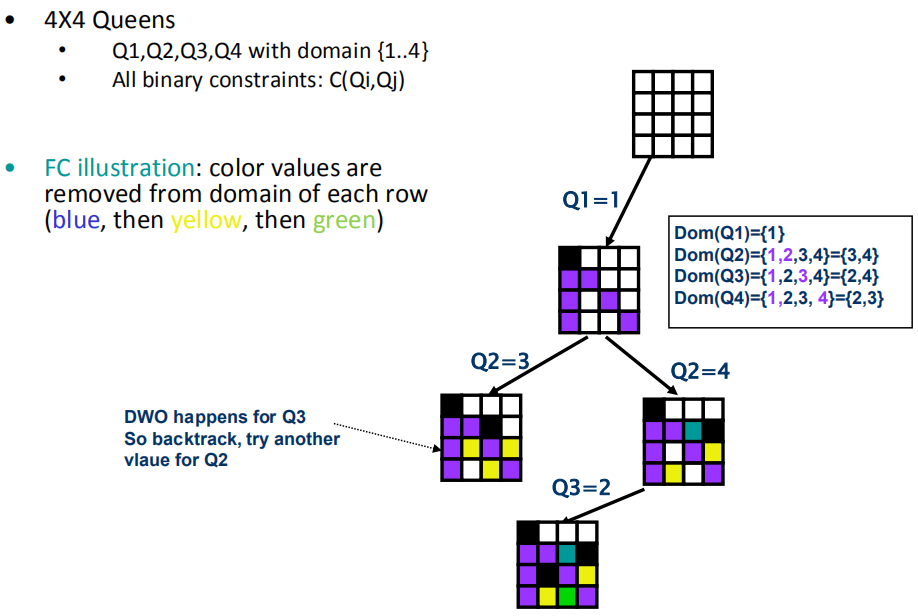 4X4 Queens
Q1,Q2,Q3,Q4 with domain {1..4}
All binary constraints: C(Qi,Qj)
FC illustration: color values are
removed from domain of each row
(blue, then yellow, then green)
Q1=1
Dom(Q1)={1}
Dom(Q2)={1,2,3,4}={3,4}
Dom(Q3)={1,2,3,4}={2,4}
Dom(Q4)={1,2,3, 4}={2,3}
Q2=3
Q2=4
DWO happens for Q3
So backtrack, try another
vlaue for Q2
Q3=2